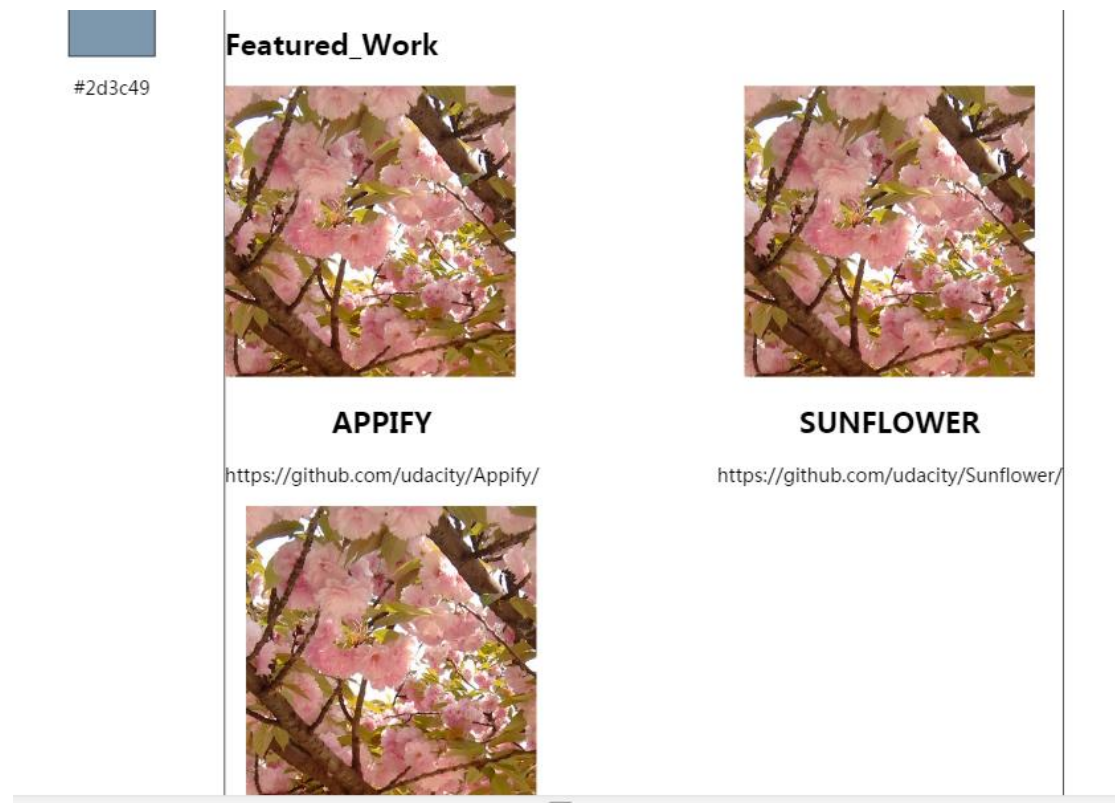 Featured_Work
#2d3c49
APPIFY
SUNFLOWER
https://github.com/udacity/Appify/
https://github.com/udacity/Sunflower/